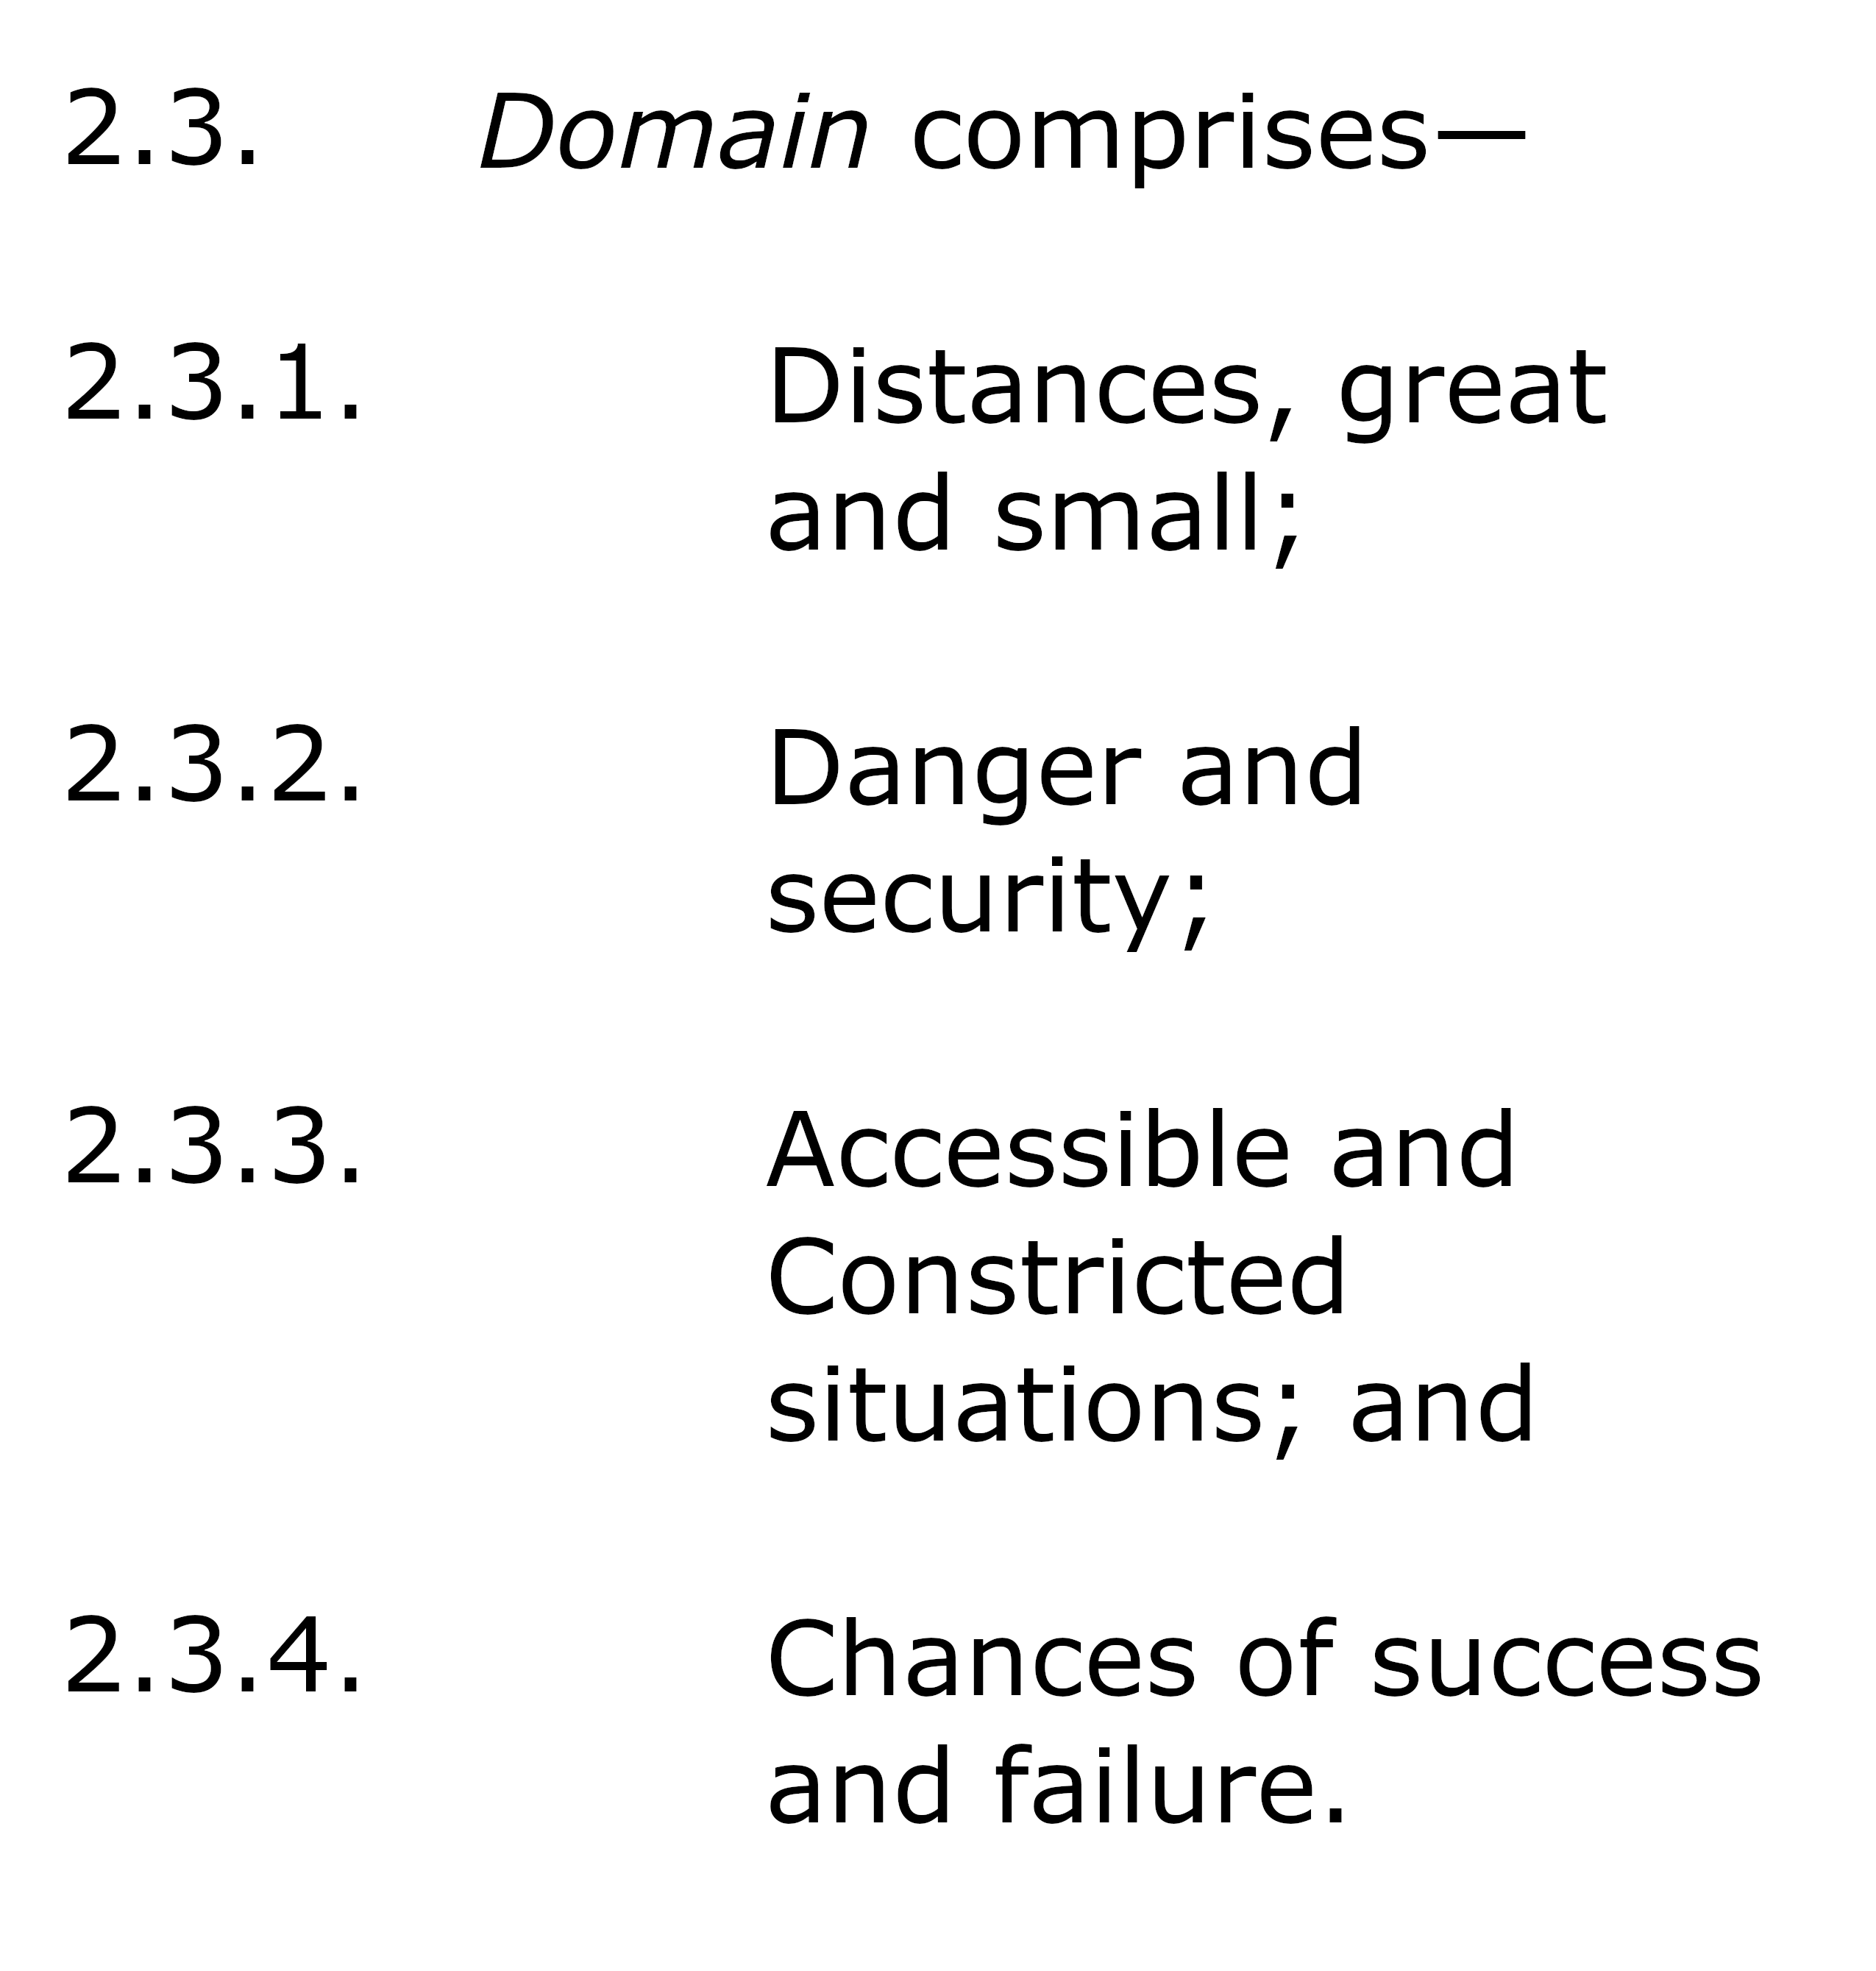 2.3. Domain comprises—
2.3.1. Distances, great
and small;
2.3.2. Danger and
security;
2.3.3. Accessible and
Constricted
situations; and
2.3.4. Chances of success
and failure.